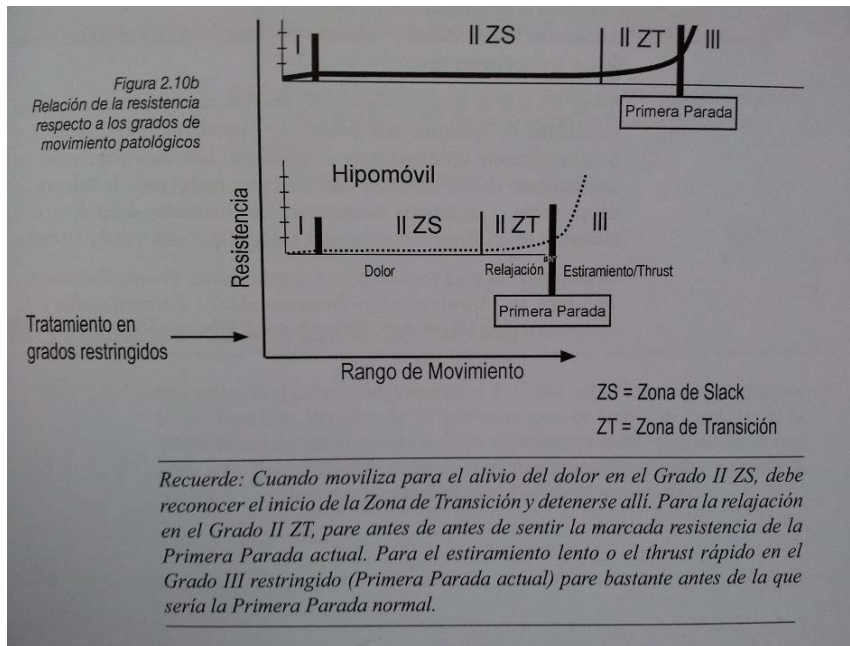 I
II ZS
II ZT
III
Figura 2.10b
Relación de la resistencia
respecto a los grados de
movimiento patológicos
Primera Parada
Hipomóvil
Resistencia
I
II ZS
II ZT
III
Dolor
Relajación
Estiramiento/Thrust
Primera Parada
Tratamiento en
grados restringidos
Rango de Movimiento
ZS = Zona de Slack
ZT = Zona de Transición
Recuerde: Cuando moviliza para el alivio del dolor en el Grado II ZS, debe
reconocer el inicio de la Zona de Transición y detenerse allí. Para la relajación
en el Grado II ZT, pare antes de antes de sentir la marcada resistencia de la
Primera Parada actual. Para el estiramiento lento o el thrust rápido en el
Grado III restringido (Primera Parada actual) pare bastante antes de la que
sería la Primera Parada normal.